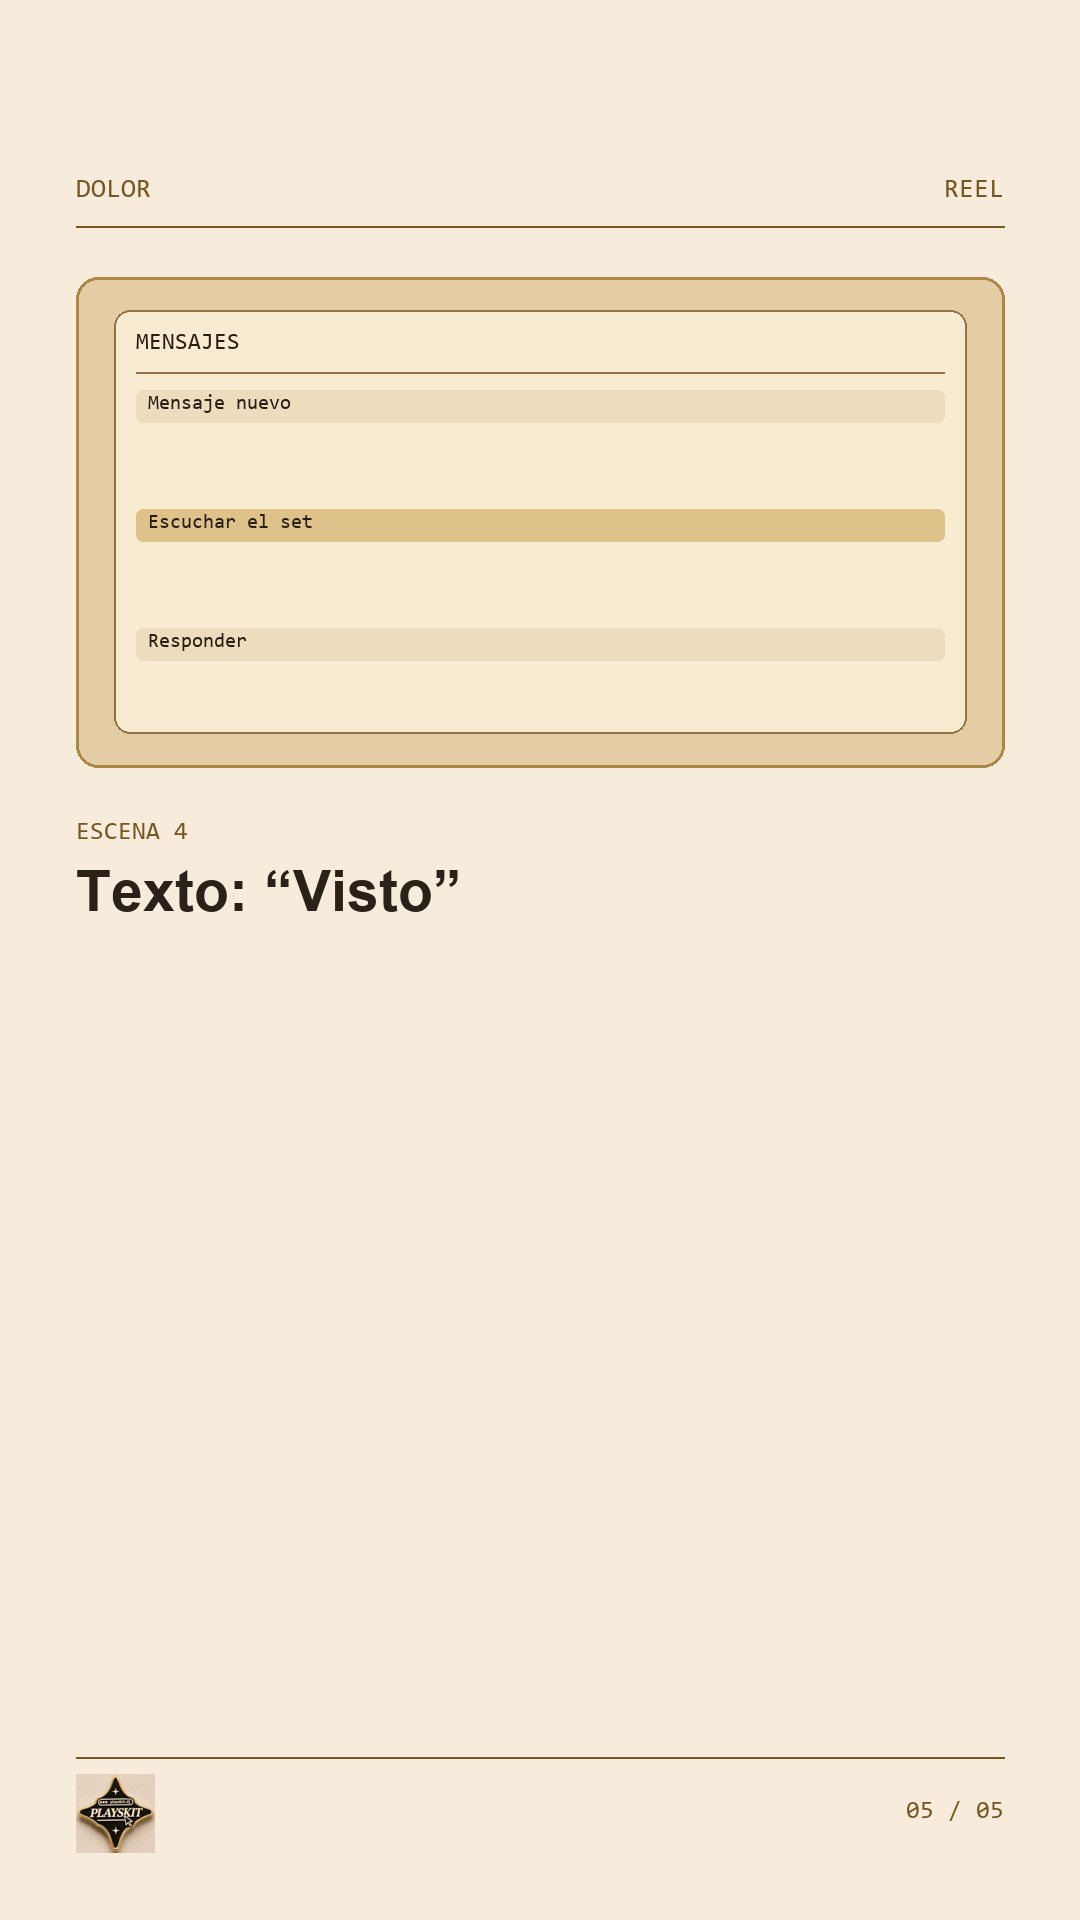 DOLOR
REEL
MENSAJES
Mensaje nuevo
Escuchar el set
Responder
ESCENA 4
Texto: “Visto”
PLAYSKIT
05 / 05